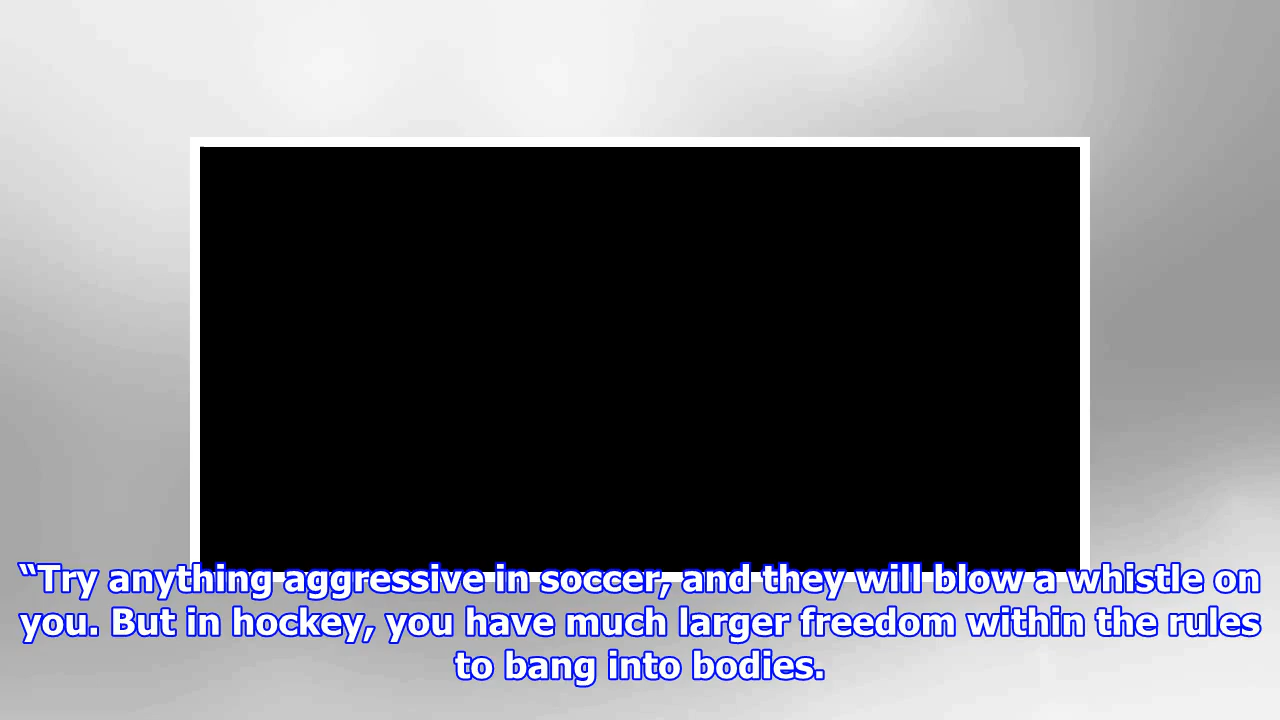 “Try anything aggressive in soccer, and they will blow a whistle on
you. But in hockey, you have much larger freedom within the rules
to bang into bodies.